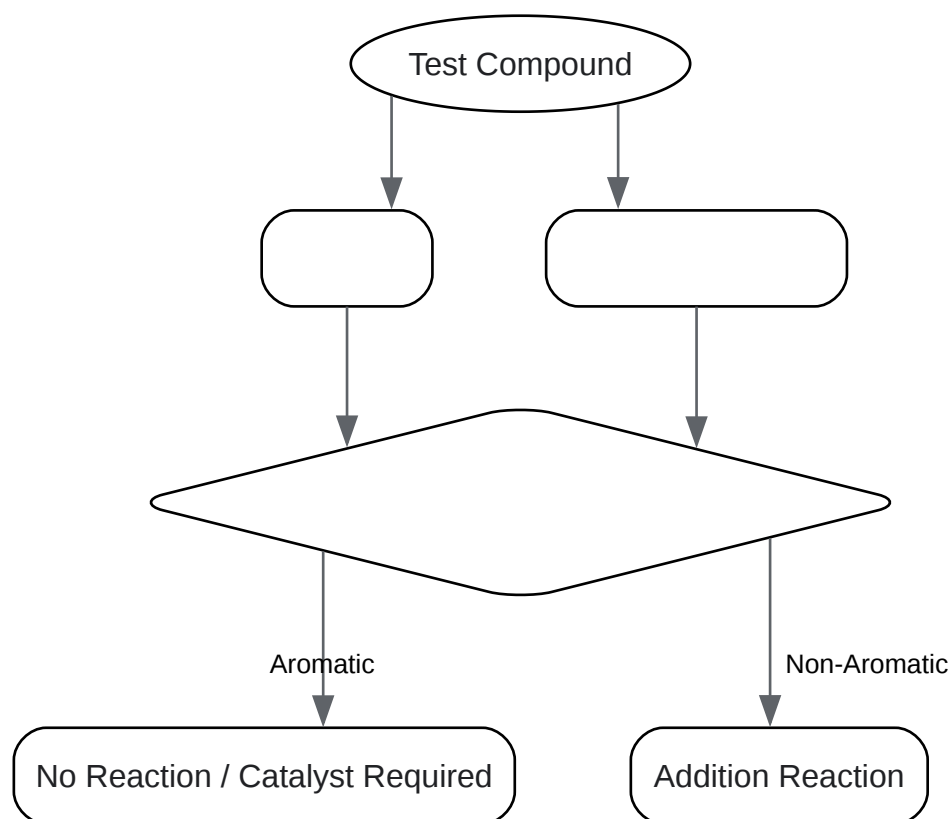 Test Compound
Aromatic
Non-Aromatic
No Reaction / Catalyst Required
Addition Reaction